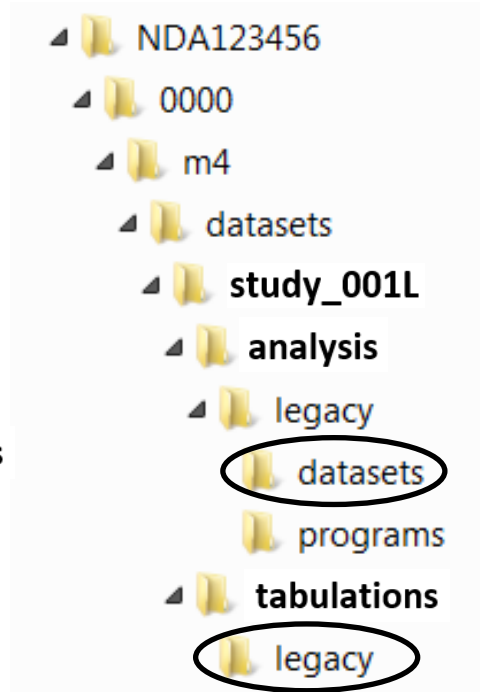 NDA123456
0000
m4
datasets
study_001L
analysis
legacy
datasets
programs
tabulations
legacy